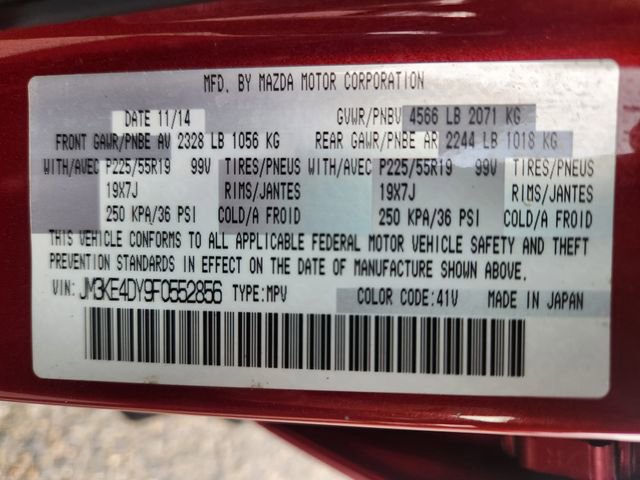 MFD. BY MAZDA MOTOR CORPORATION
DATE 11/14 GVWR/PNBV 4566 LB 2071 KG
FRONT GAWR/PNBE AV 2328 LB 1056 KG REAR GAWR/PNBE AR 2244 LB 1018 KG
WITH/AVEC P225/55R19 99V TIRES/PNEUS WITH/AVEC P225/55R19 99V TIRES/PNEUS
19X7J RIMS/JANTES 19X7J RIMS/JANTES
250 KPA/36 PSI COLD/A FROID 250 KPA/36 PSI COLD/A FROID
THIS VEHICLE CONFORMS TO ALL APPLICABLE FEDERAL MOTOR VEHICLE SAFETY AND THEFT
PREVENTION STANDARDS IN EFFECT ON THE DATE OF MANUFACTURE SHOWN ABOVE.
VIN: JM3KE4DY9F0552856 TYPE:MPV COLOR CODE:41V MADE IN JAPAN